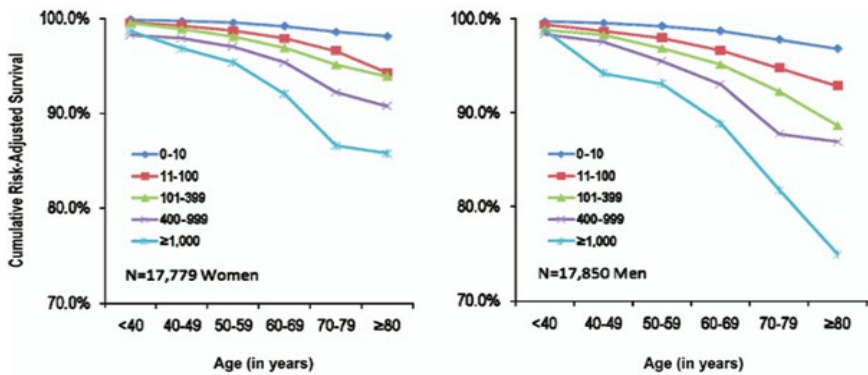 Cumulative Risk-Adjusted Survival
100.0%
90.0%
80.0%
70.0%
0-10
11-100
101-399
400-999
≥1,000
N=17,779 Women
<40 40-49 50-59 60-69 70-79 ≥80
Age (in years)
100.0%
90.0%
80.0%
70.0%
0-10
11-100
101-399
400-999
≥1,000
N=17,850 Men
<40 40-49 50-59 60-69 70-79 ≥80
Age (in years)